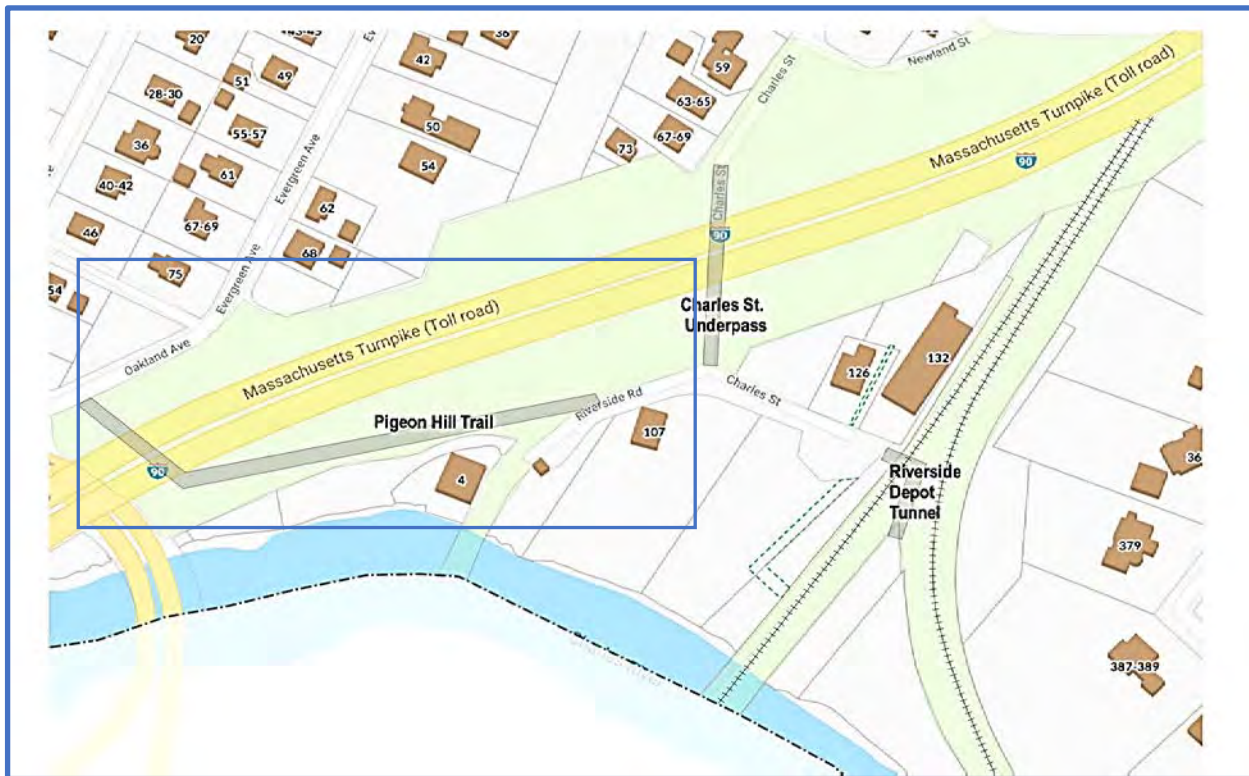 20
43-45
36
Newland St
28-30
51
49
42
59
Charles St
63-65
55-57
50
67-69
36
54
73
Evergreen Ave
61
40-42
Massachusetts Turnpike (Toll road)
90
62
67-69
Charles St
46
90
68
75
Evergreen Ave
54
Charles St.
Underpass
Oakland Ave
Massachusetts Turnpike (Toll road)
126
132
Riverside Rd
Charles St
Pigeon Hill Trail
107
90
4
Riverside
Depot
Tunnel
36
379
387-389